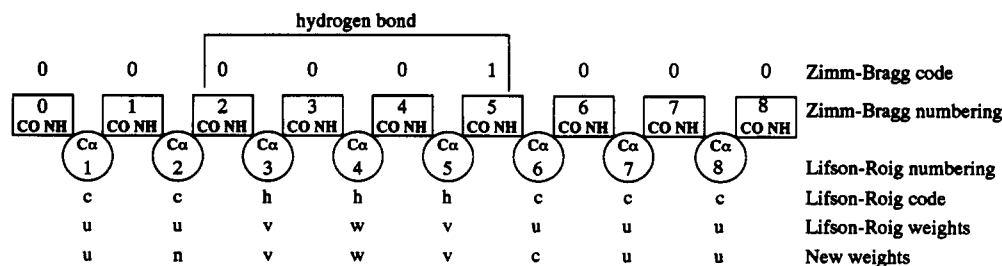 hydrogen bond
0 0 0 0 0 1 0 0 0 Zimm-Bragg code
0 1 2 3 4 5 6 7 8 Zimm-Bragg numbering
CO NH CO NH CO NH CO NH CO NH CO NH CO NH CO NH CO NH
Cα Cα Cα Cα Cα Cα Cα Cα
1 2 3 4 5 6 7 8 Lifson-Roig numbering
c c h h h c c c Lifson-Roig code
u u v w v u u u Lifson-Roig weights
u n v w v c u u New weights